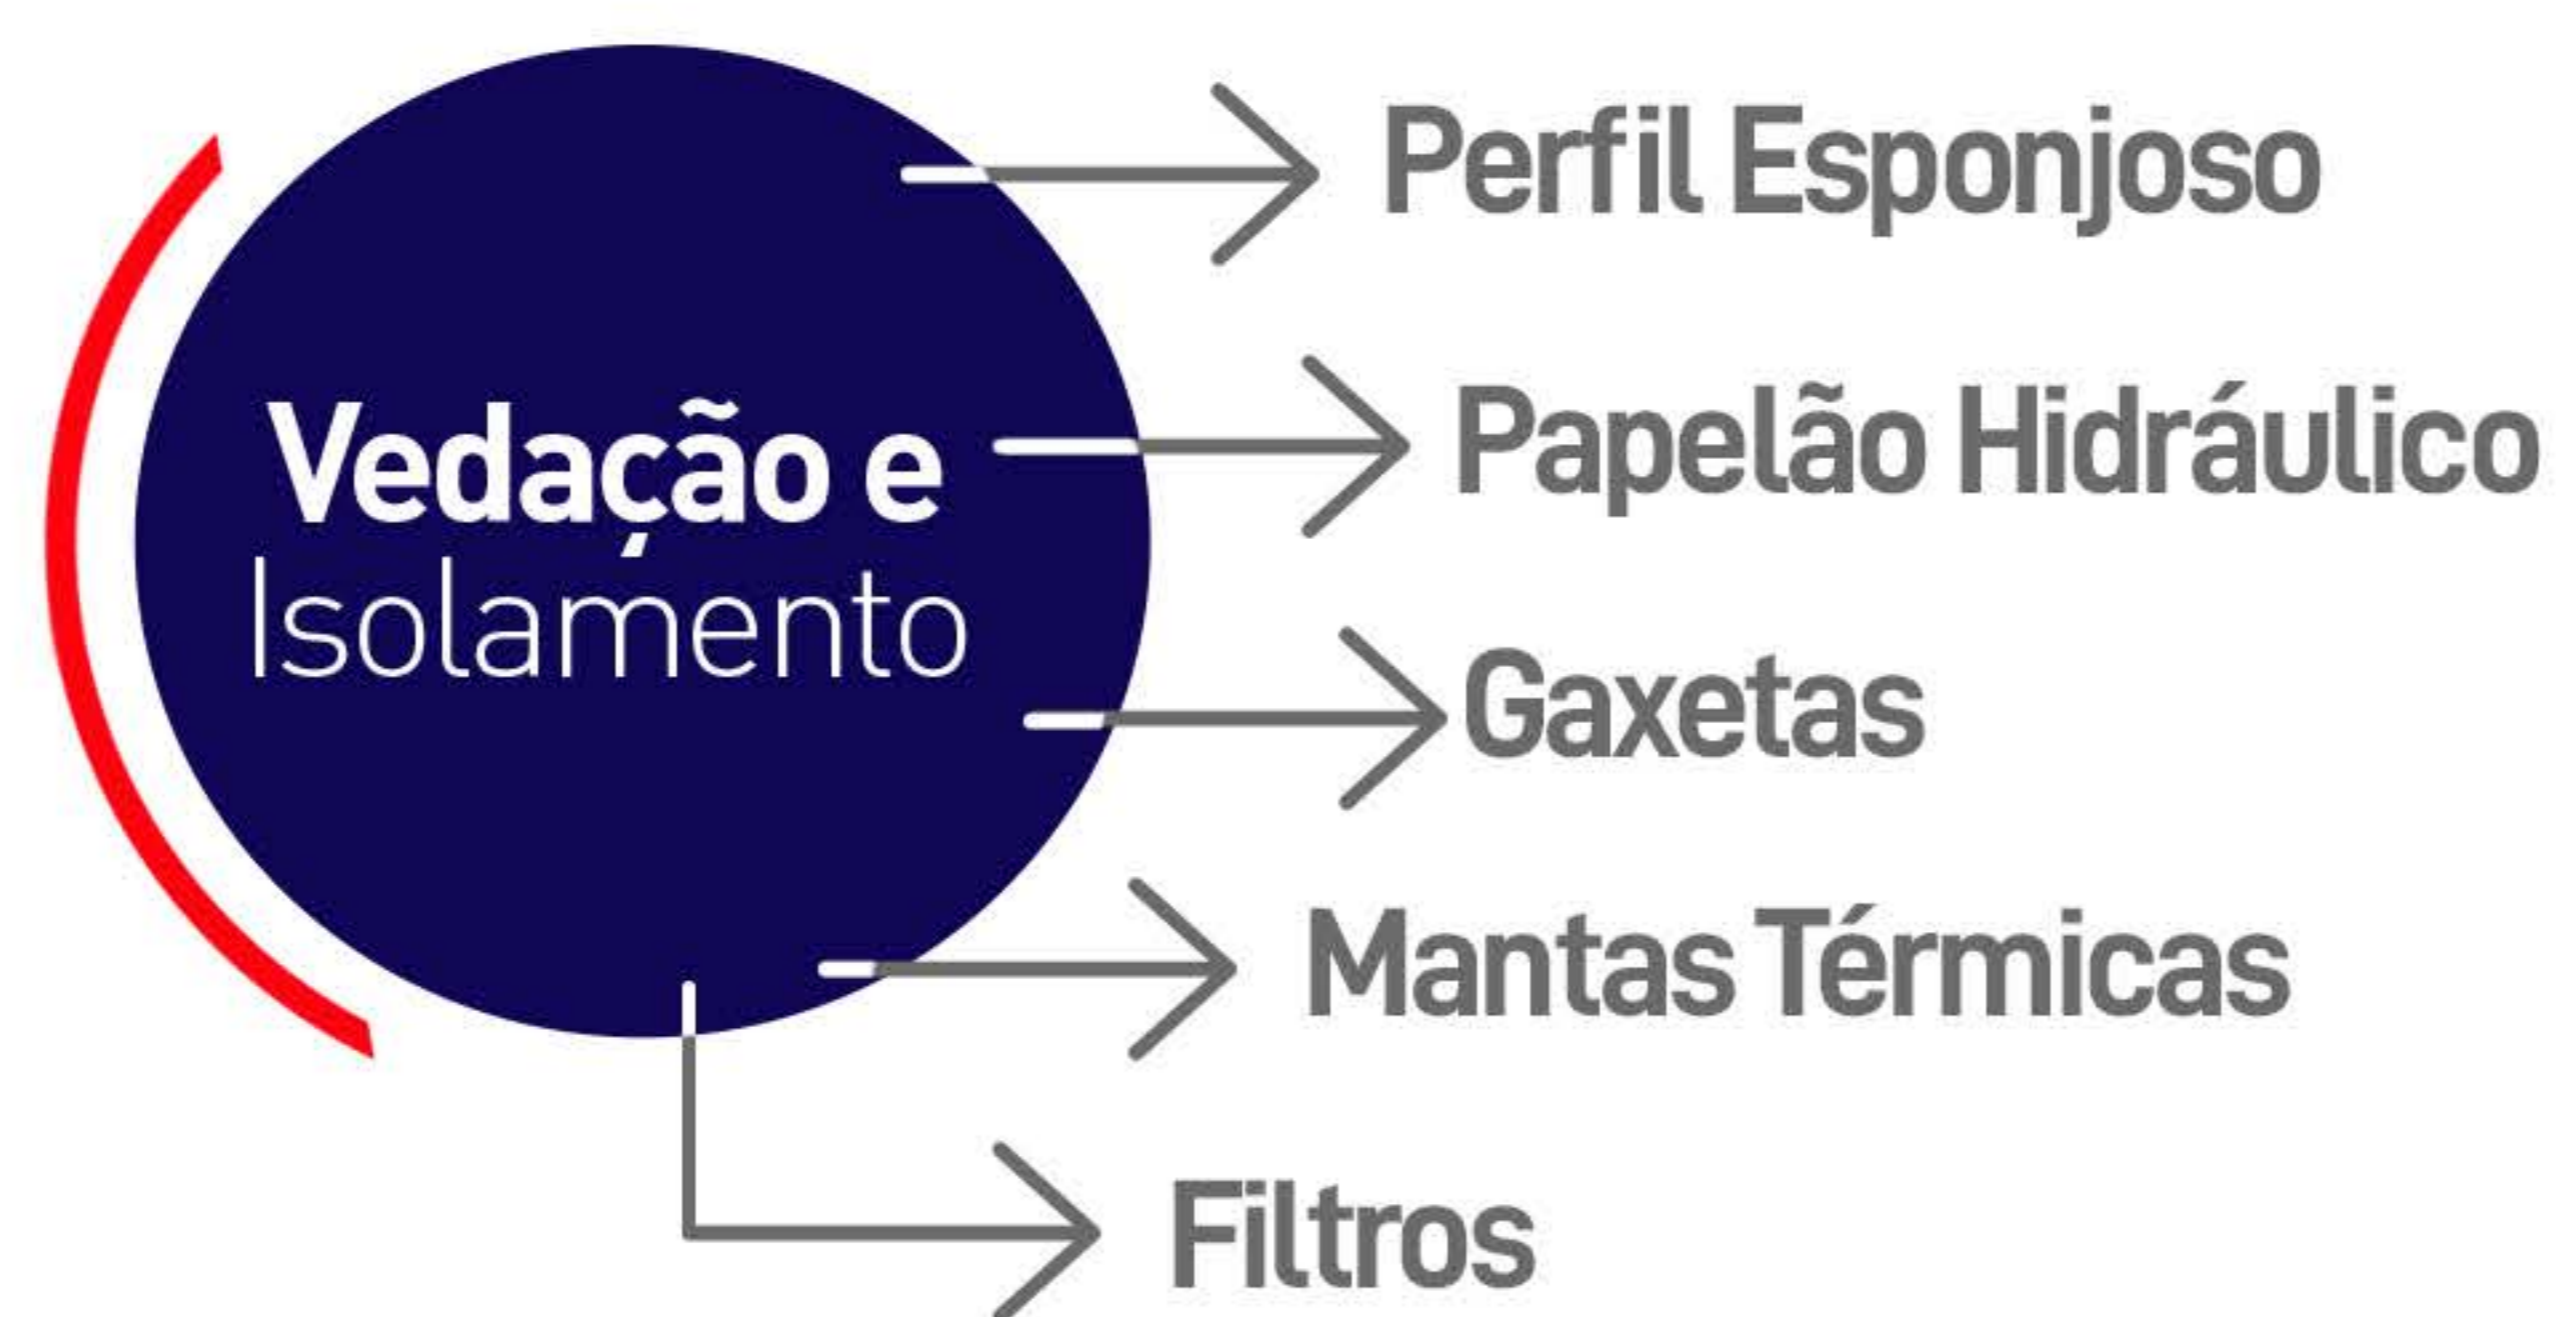 Vedação e
Isolamento
Perfil Esponjoso
Papelão Hidráulico
Gaxetas
Mantas Térmicas
Filtros